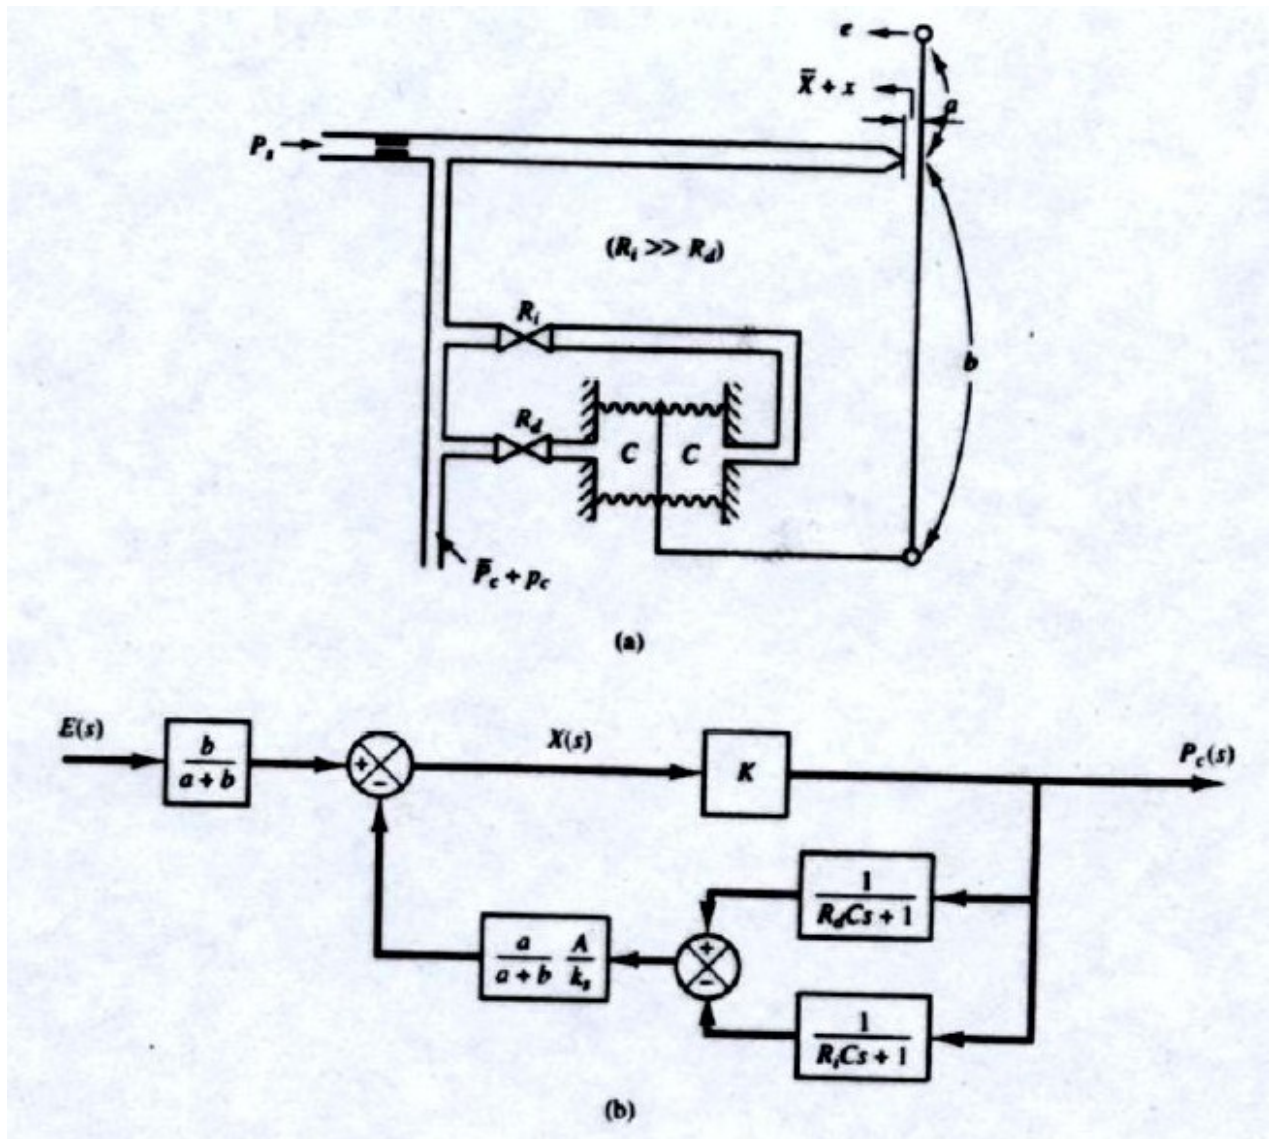 e
X̄ + x
a
P_s
(R_i >> R_d)
R_i
b
R_d
C C
P̄_c + p_c
(a)
E(s)
b
a + b
+
−
X(s)
K
P_c(s)
1
R_dCs + 1
a A
a + b k_s
+
−
1
R_iCs + 1
(b)